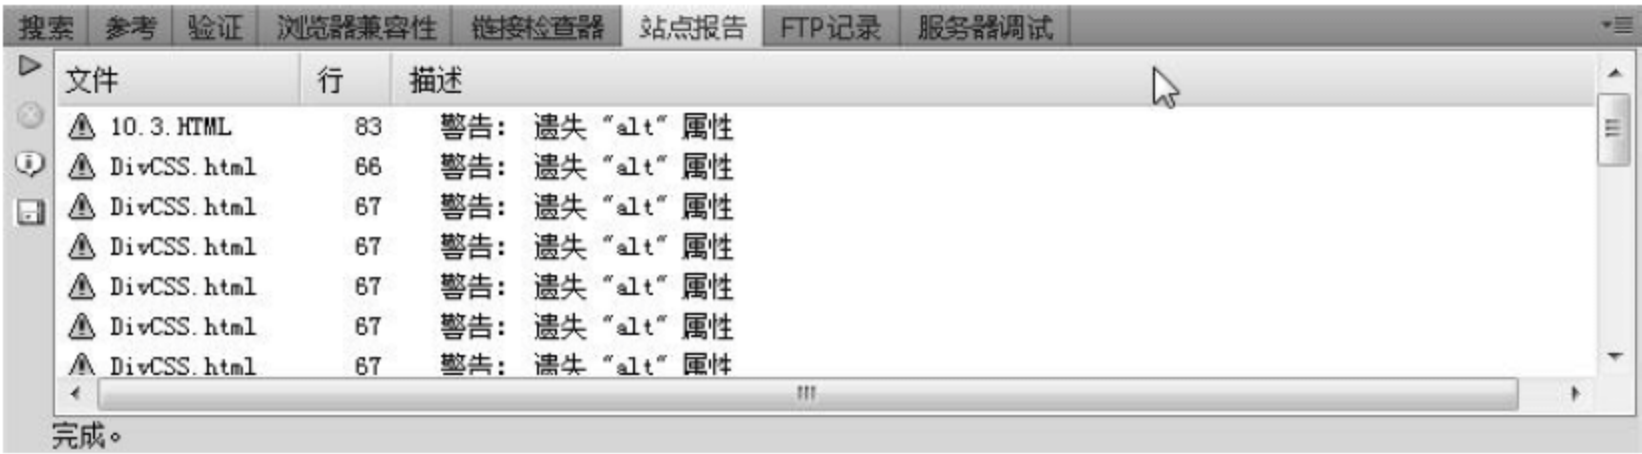 搜索 参考 验证 浏览器兼容性 链接检查器 站点报告 FTP记录 服务器调试
文件 行 描述
10.3.HTML 83 警告: 遗失 "alt" 属性
DivCSS.html 66 警告: 遗失 "alt" 属性
DivCSS.html 67 警告: 遗失 "alt" 属性
DivCSS.html 67 警告: 遗失 "alt" 属性
DivCSS.html 67 警告: 遗失 "alt" 属性
DivCSS.html 67 警告: 遗失 "alt" 属性
DivCSS.html 67 警告: 遗失 "alt" 属性
完成。